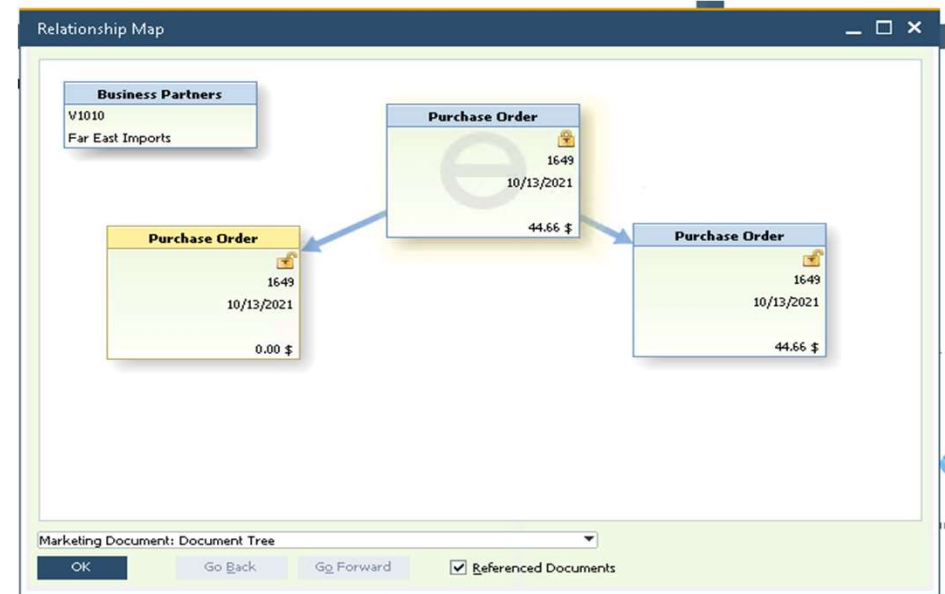 Relationship Map
Business Partners
V1010
Far East Imports
Purchase Order
1649
10/13/2021
44.66 $
Purchase Order
1649
10/13/2021
0.00 $
Purchase Order
1649
10/13/2021
44.66 $
Marketing Document: Document Tree
OK
Go Back
Go Forward
Referenced Documents